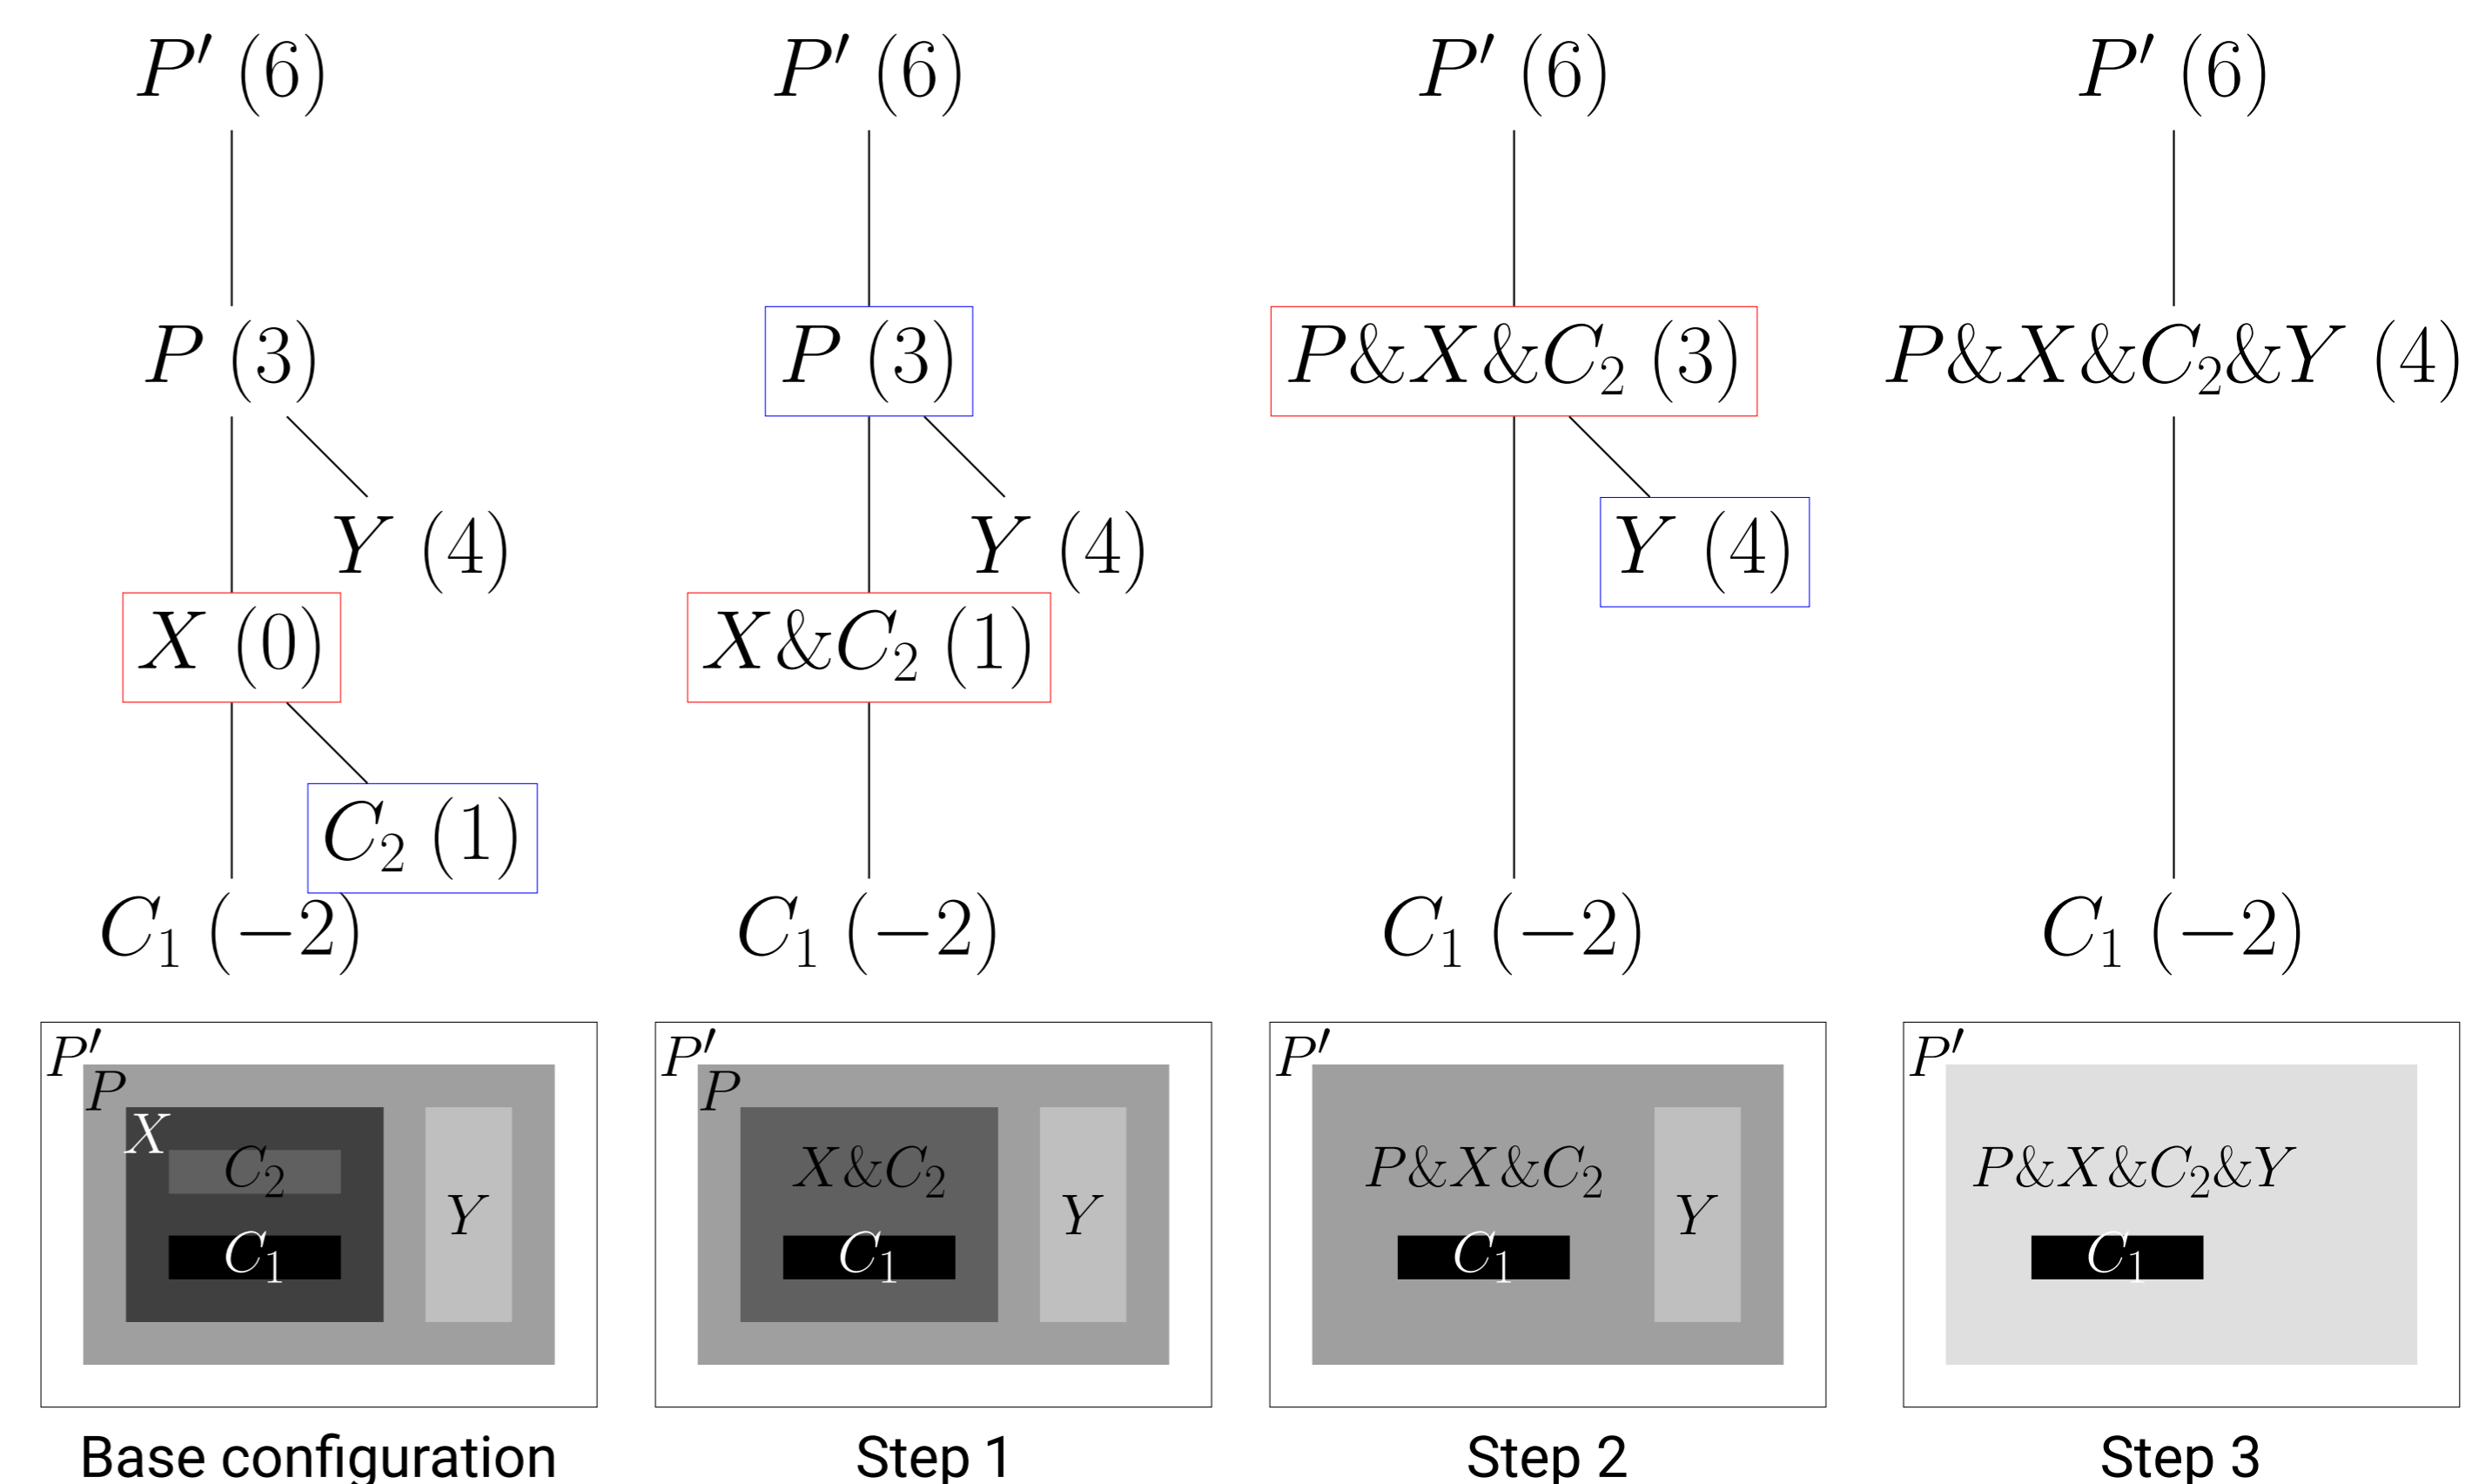 P′ (6)
P (3)
Y (4)
X (0)
C₂ (1)
C₁ (−2)
P′
P
X
C₂
Y
C₁
Base configuration
P′ (6)
P (3)
Y (4)
X&C₂ (1)
C₁ (−2)
P′
P
X&C₂
Y
C₁
Step 1
P′ (6)
P&X&C₂ (3)
Y (4)
C₁ (−2)
P′
P&X&C₂
Y
C₁
Step 2
P′ (6)
P&X&C₂&Y (4)
C₁ (−2)
P′
P&X&C₂&Y
C₁
Step 3